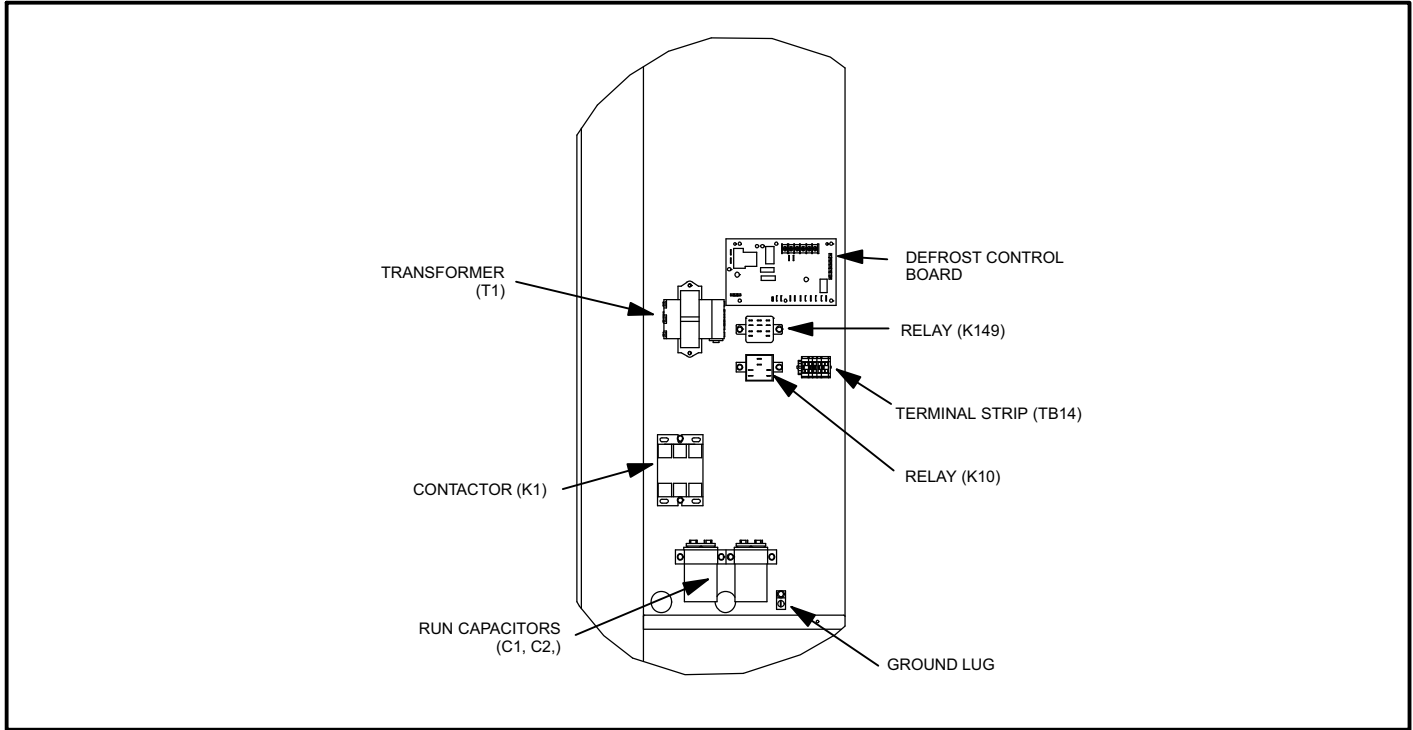 TRANSFORMER
(T1)
DEFROST CONTROL
BOARD
RELAY (K149)
TERMINAL STRIP (TB14)
RELAY (K10)
CONTACTOR (K1)
RUN CAPACITORS
(C1, C2,)
GROUND LUG